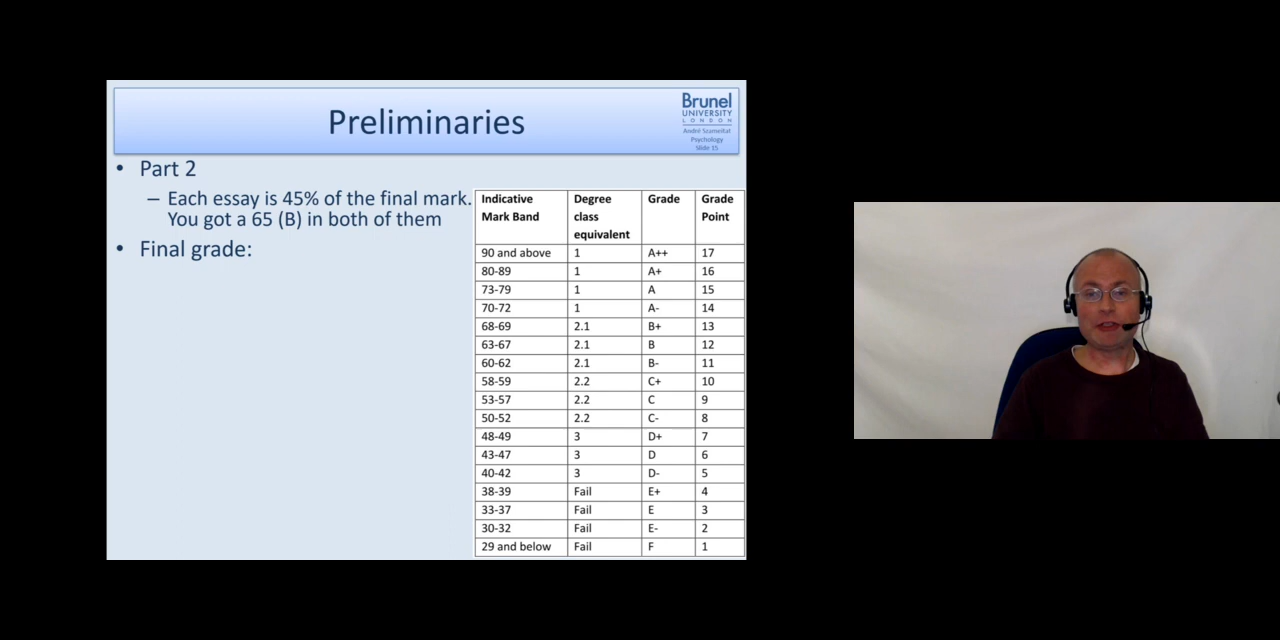 Preliminaries
Brunel
UNIVERSITY
LONDON
André Szameitat
Psychology
Slide 15
• Part 2
– Each essay is 45% of the final mark.
You got a 65 (B) in both of them
• Final grade:
Indicative Mark Band Degree class equivalent Grade Grade Point
90 and above 1 A++ 17
80-89 1 A+ 16
73-79 1 A 15
70-72 1 A- 14
68-69 2.1 B+ 13
63-67 2.1 B 12
60-62 2.1 B- 11
58-59 2.2 C+ 10
53-57 2.2 C 9
50-52 2.2 C- 8
48-49 3 D+ 7
43-47 3 D 6
40-42 3 D- 5
38-39 Fail E+ 4
33-37 Fail E 3
30-32 Fail E- 2
29 and below Fail F 1